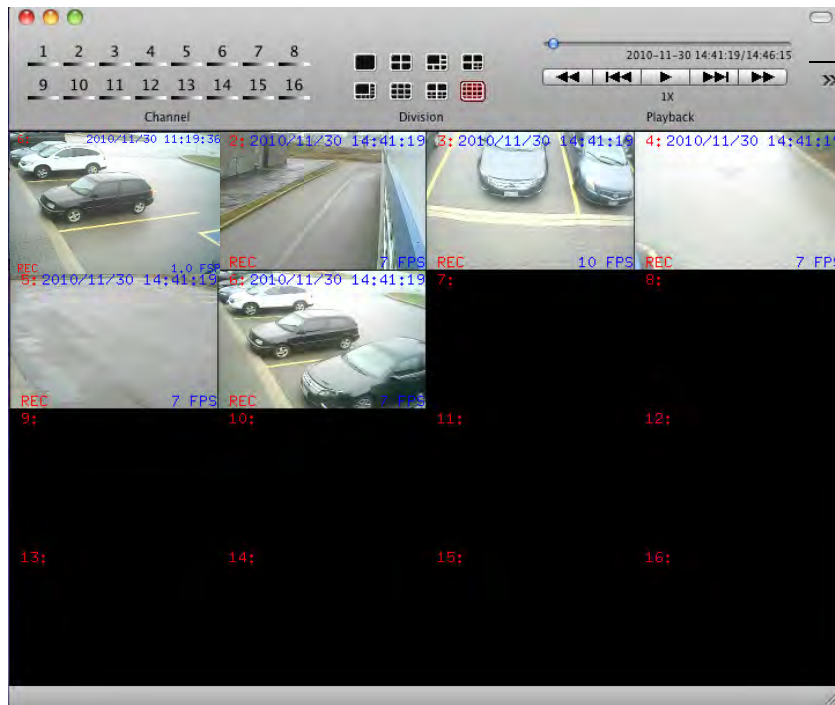 1 2 3 4 5 6 7 8
2010-11-30 14:41:19/14:46:15
9 10 11 12 13 14 15 16
1X
Channel Division Playback
2010/11/30 11:19:36 2:2010/11/30 14:41:19 3:2010/11/30 14:41:19 4:2010/11/30 14:41:19
REC 1.0 FSP REC 7 FPS REC 10 FPS REC 7 FPS
5:2010/11/30 14:41:19 6:2010/11/30 14:41:19 7: 8:
REC 7 FPS REC 7 FPS
9: 10: 11: 12:
13: 14: 15: 16: